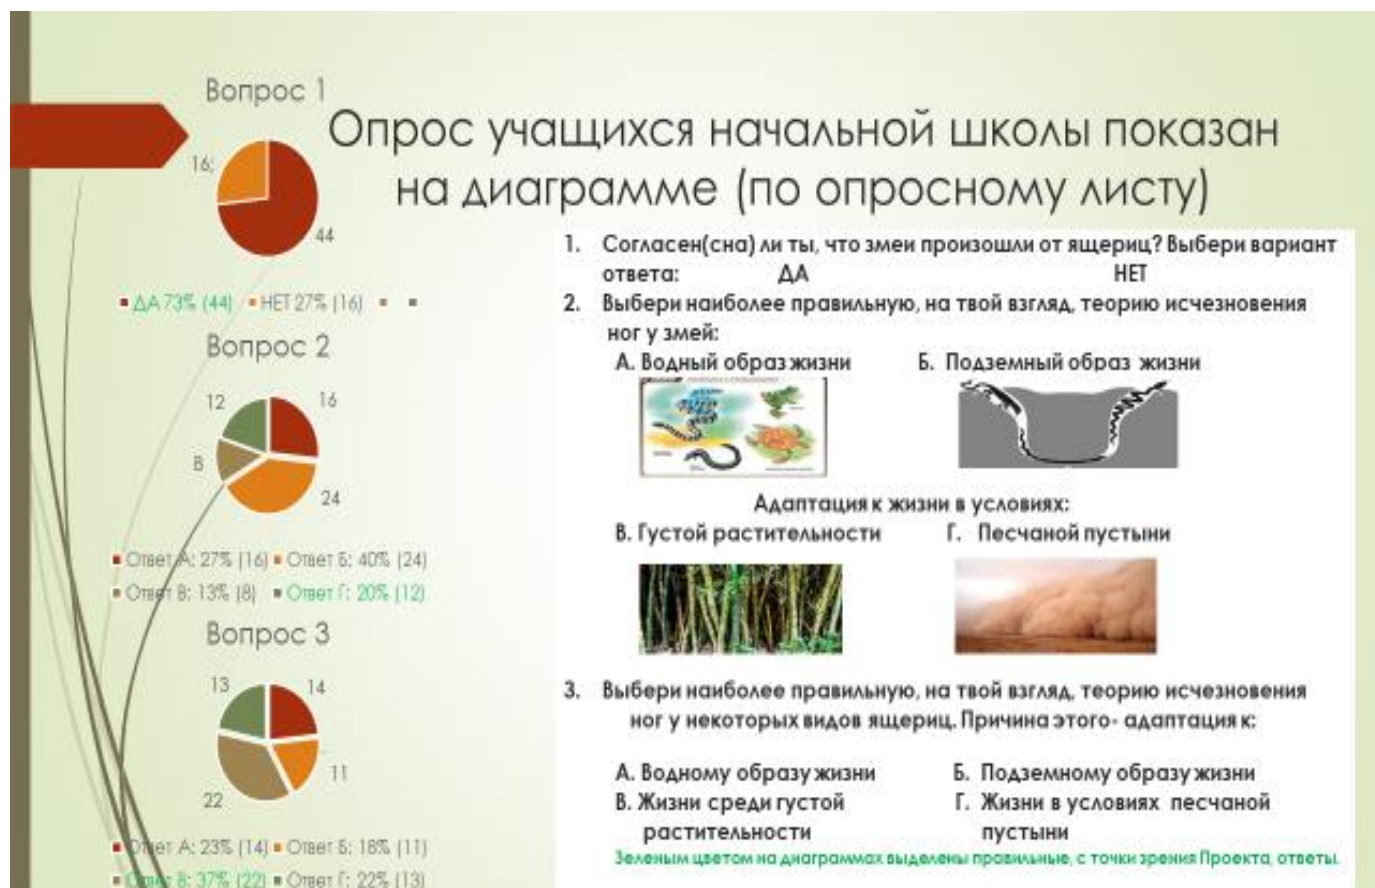 Опрос учащихся начальной школы показан
на диаграмме (по опросному листу)
Вопрос 1
16;
44
ДА 73% (44) НЕТ 27% (16)
Вопрос 2
12 16
8
24
Ответ А: 27% (16) Ответ Б: 40% (24)
Ответ В: 13% (8) Ответ Г: 20% (12)
Вопрос 3
13 14
11
22
Ответ А: 23% (14) Ответ Б: 18% (11)
Ответ В: 37% (22) Ответ Г: 22% (13)
1. Согласен(сна) ли ты, что змеи произошли от ящериц? Выбери вариант
ответа: ДА НЕТ
2. Выбери наиболее правильную, на твой взгляд, теорию исчезновения
ног у змей:
А. Водный образ жизни Б. Подземный образ жизни
Адаптация к жизни в условиях:
В. Густой растительности Г. Песчаной пустыни
3. Выбери наиболее правильную, на твой взгляд, теорию исчезновения
ног у некоторых видов ящериц. Причина этого- адаптация к:
А. Водному образу жизни Б. Подземному образу жизни
В. Жизни среди густой Г. Жизни в условиях песчаной
растительности пустыни
Зеленым цветом на диаграммах выделены правильные, с точки зрения Проекта, ответы.